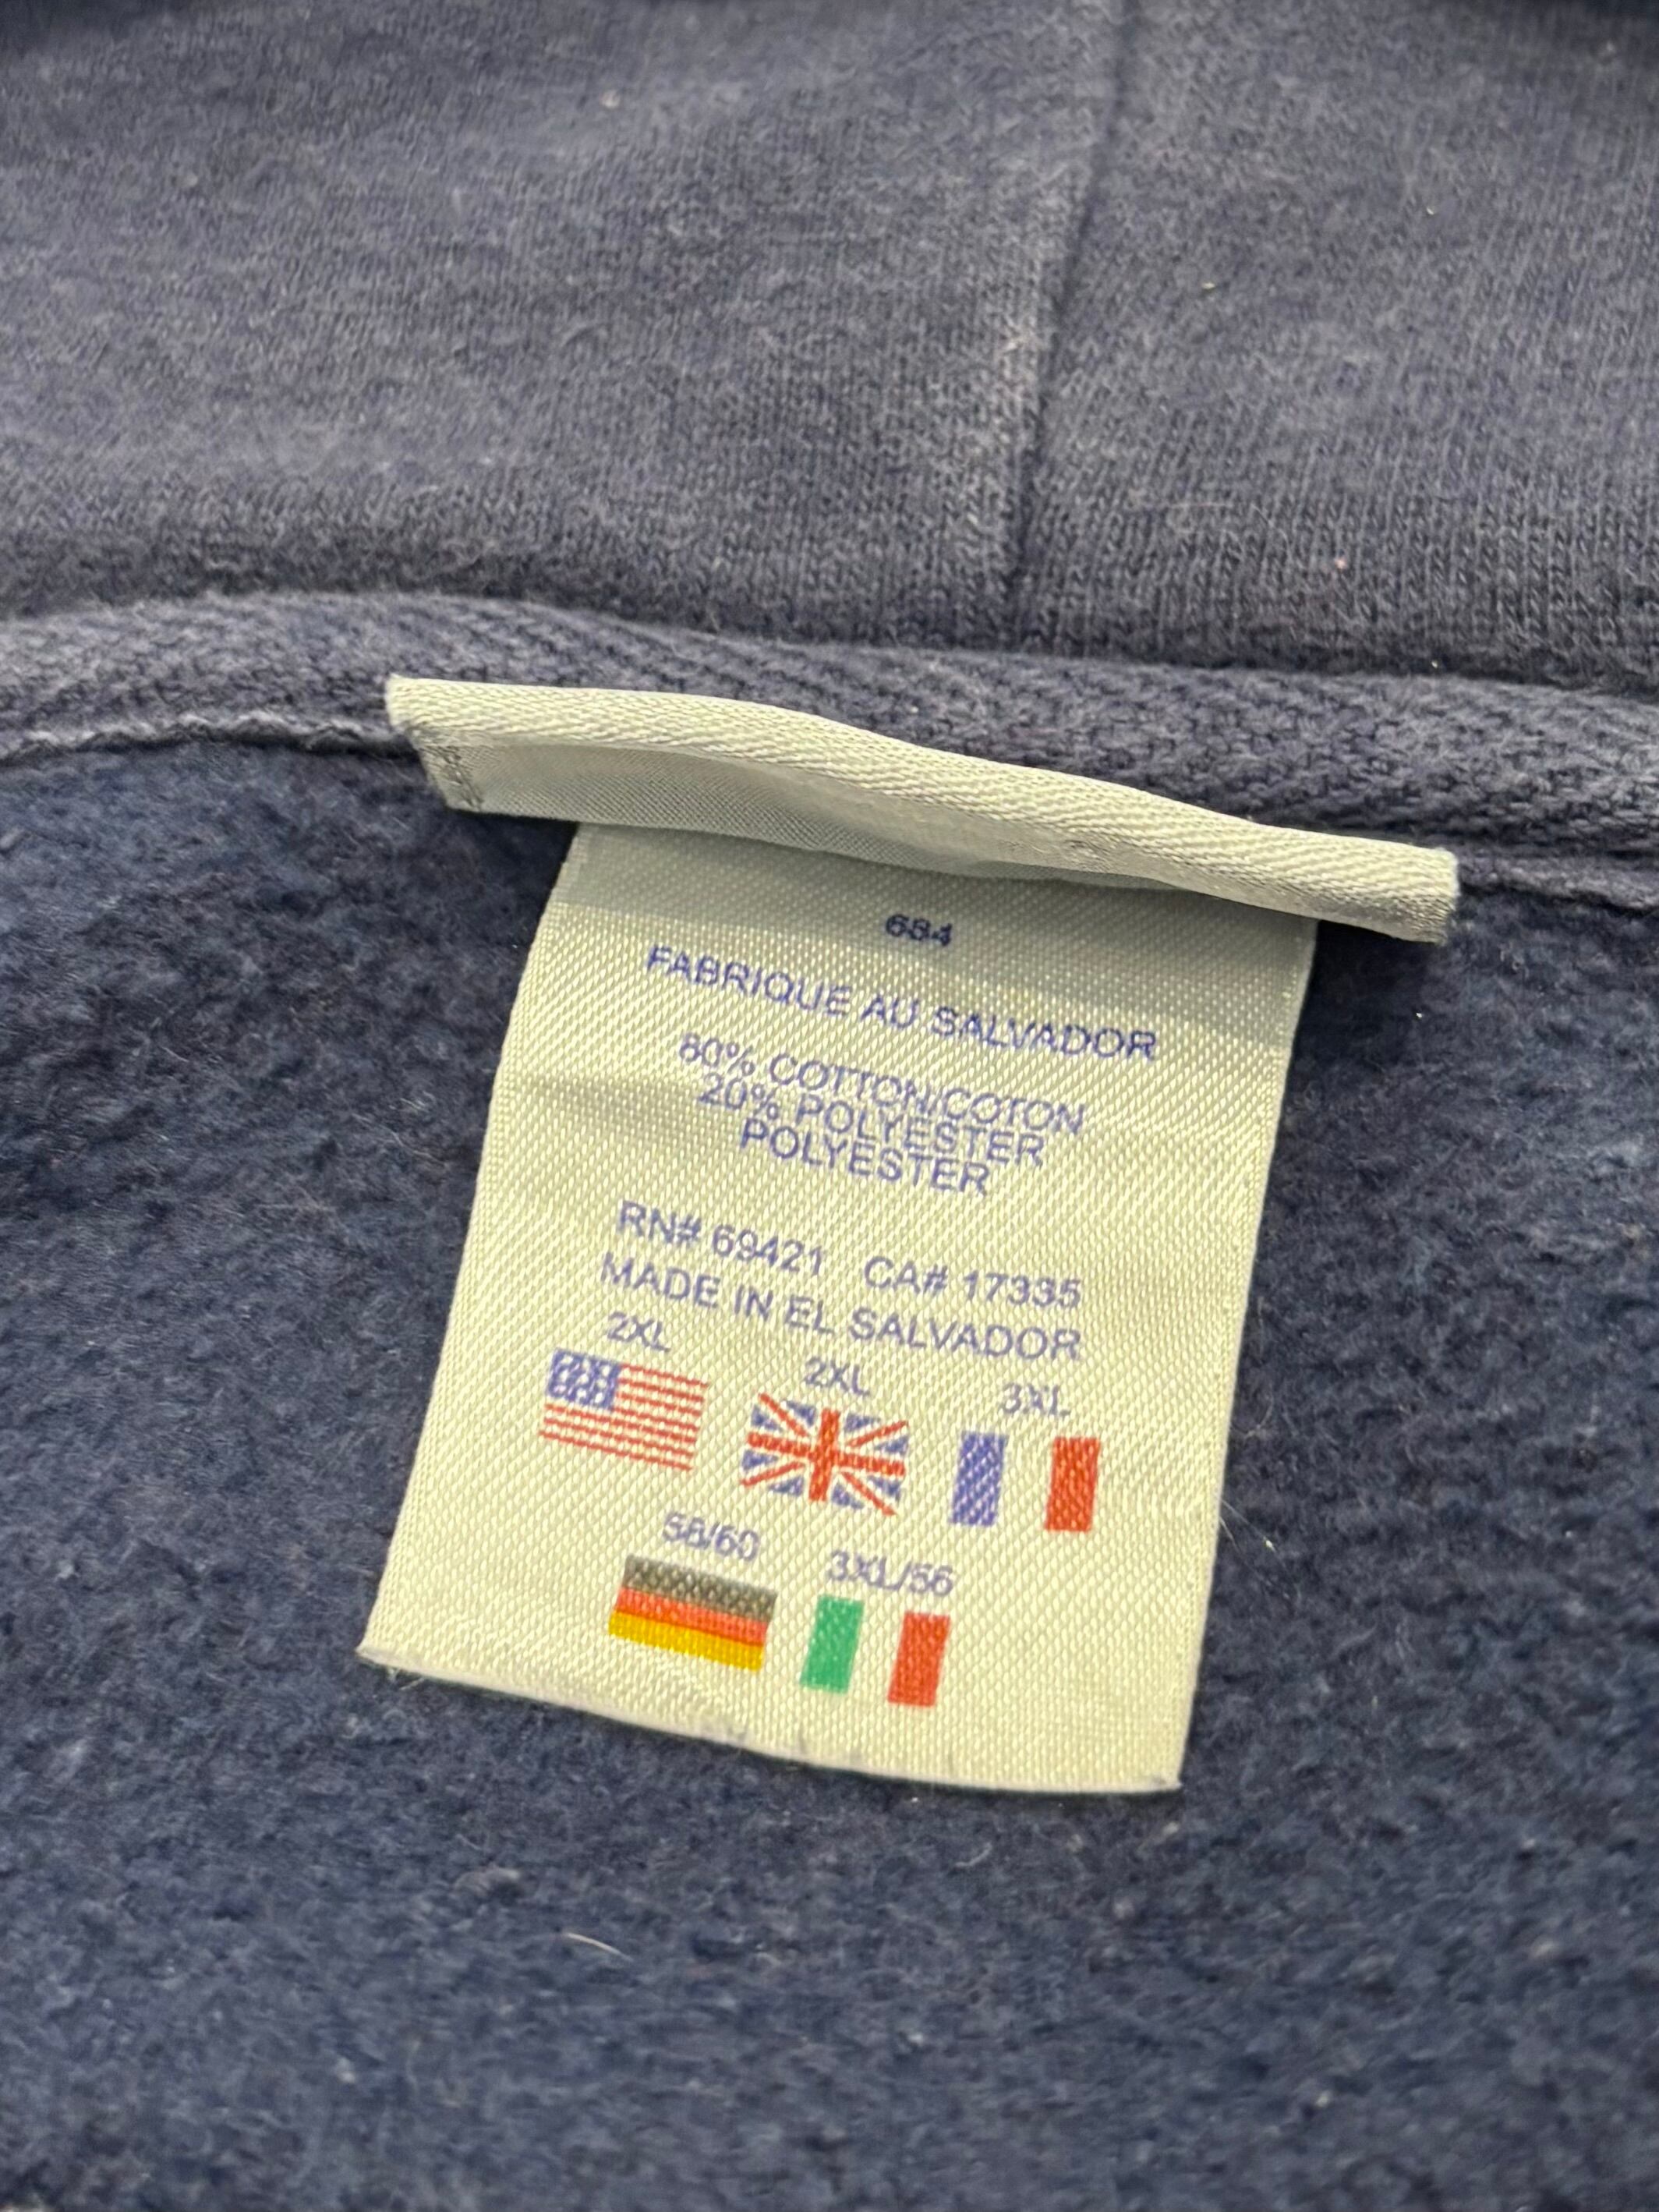 684
FABRIQUE AU SALVADOR
80% COTTON/COTON
20% POLYESTER
POLYESTER
RN# 69421 CA# 17335
MADE IN EL SALVADOR
2XL 2XL 3XL
58/60 3XL/56